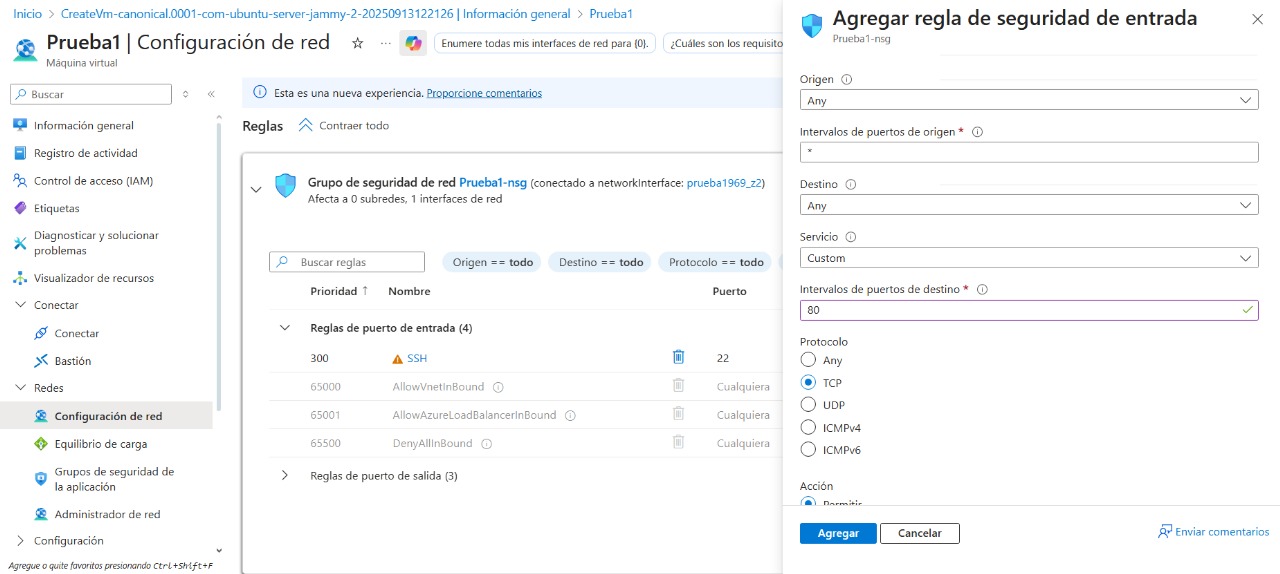 Inicio > CreateVm-canonical.0001-com-ubuntu-server-jammy-2-20250913122126 | Información general > Prueba1
Prueba1 | Configuración de red
Máquina virtual
Enumere todas mis interfaces de red para {0}.
¿Cuáles son los requisito
Buscar
Información general
Registro de actividad
Control de acceso (IAM)
Etiquetas
Diagnosticar y solucionar
problemas
Visualizador de recursos
Conectar
Conectar
Bastión
Redes
Configuración de red
Equilibrio de carga
Grupos de seguridad de
la aplicación
Administrador de red
Configuración
Agregue o quite favoritos presionando Ctrl+Shift+F
Esta es una nueva experiencia. Proporcione comentarios
Reglas
Contraer todo
Grupo de seguridad de red Prueba1-nsg (conectado a networkInterface: prueba1969_z2)
Afecta a 0 subredes, 1 interfaces de red
Buscar reglas
Origen == todo
Destino == todo
Protocolo == todo
Prioridad ↑ Nombre Puerto
Reglas de puerto de entrada (4)
300 SSH 22
65000 AllowVnetInBound Cualquiera
65001 AllowAzureLoadBalancerInBound Cualquiera
65500 DenyAllInBound Cualquiera
Reglas de puerto de salida (3)
Agregar regla de seguridad de entrada
Prueba1-nsg
Origen
Any
Intervalos de puertos de origen *
*
Destino
Any
Servicio
Custom
Intervalos de puertos de destino *
80
Protocolo
Any
TCP
UDP
ICMPv4
ICMPv6
Acción
Permitir
Agregar
Cancelar
Enviar comentarios